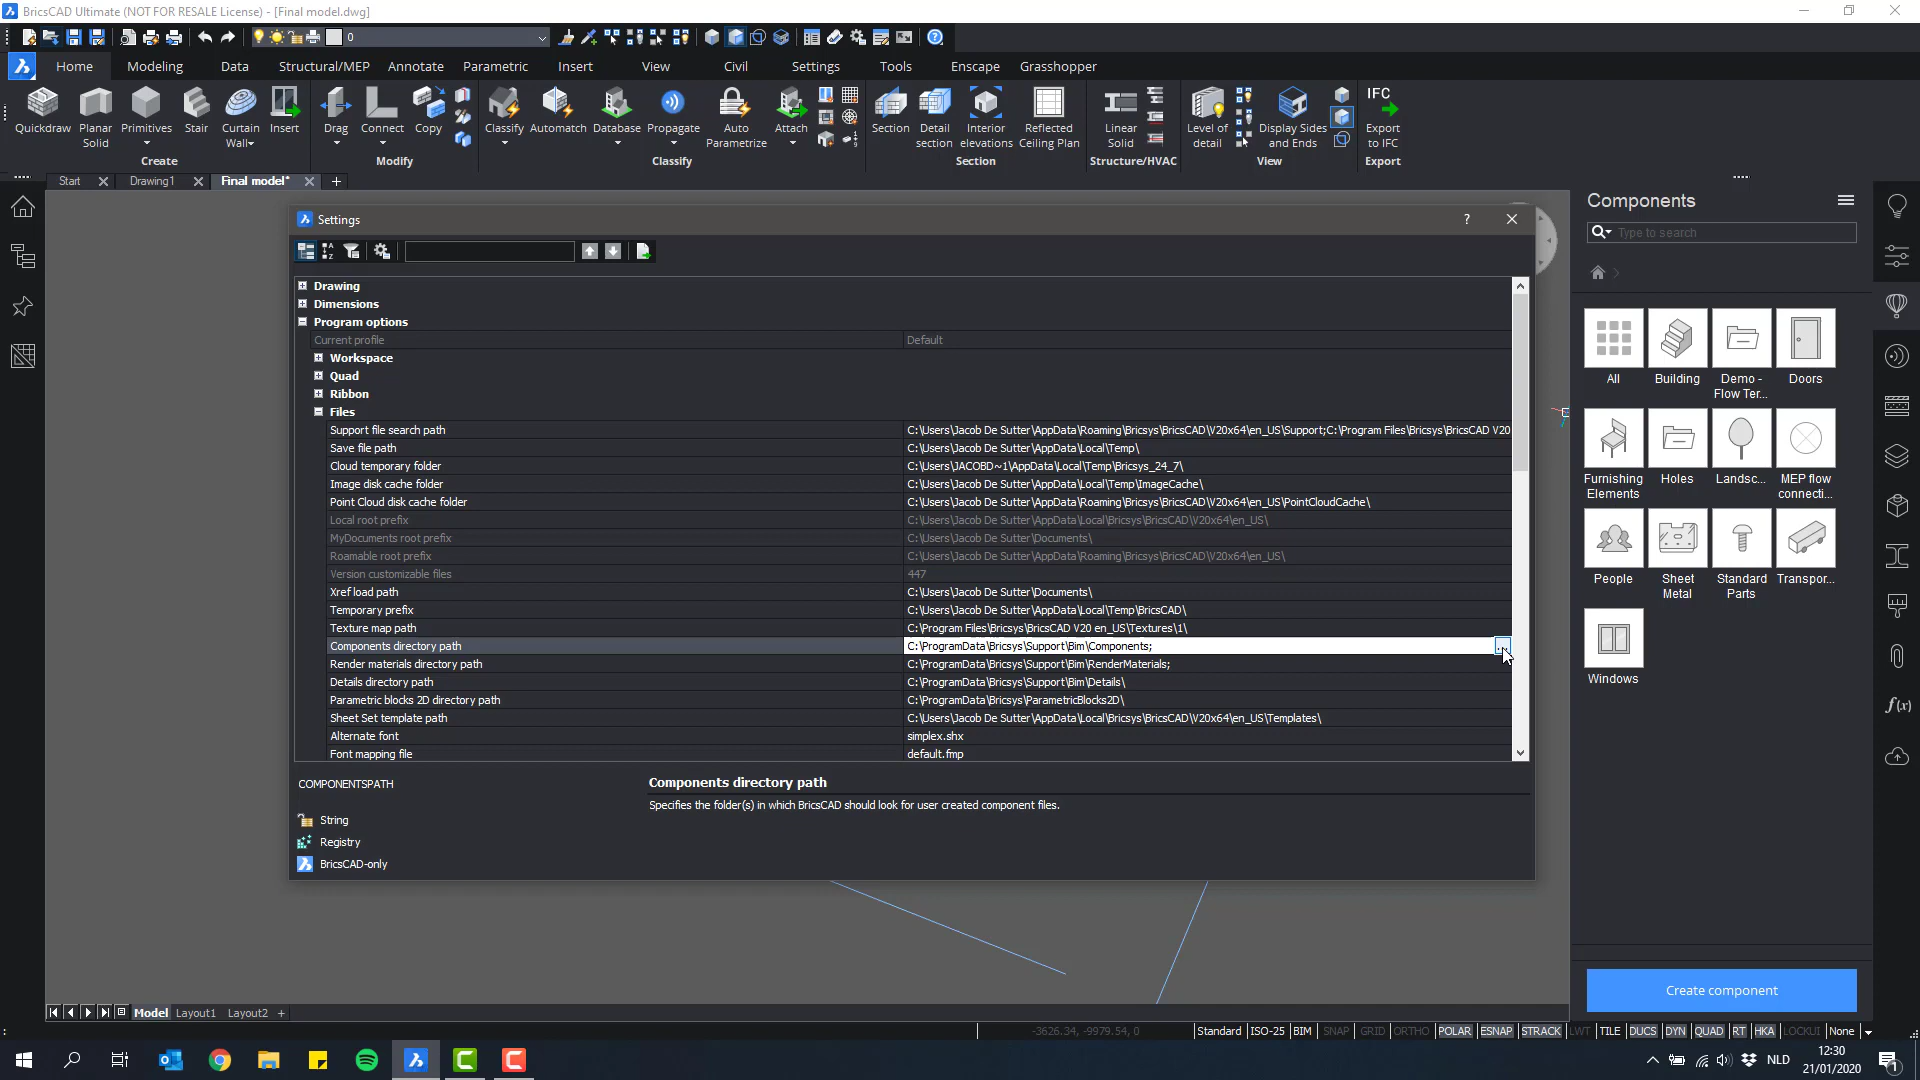 BricsCAD Ultimate (NOT FOR RESALE License) - [Final model.dwg]
0
Home Modeling Data Structural/MEP Annotate Parametric Insert View Civil Settings Tools Enscape Grasshopper
IFC
Quickdraw Planar Solid Primitives Stair Curtain Wall Insert Drag Connect Copy Classify Automatch Database Propagate Auto Parametrize Attach Section Detail section Interior elevations Reflected Ceiling Plan Linear Solid Level of detail Display Sides and Ends Export to IFC
Create Modify Classify Section Structure/HVAC View Export
Start Drawing1 Final model*
Settings
?
Drawing
Dimensions
Program options
Current profile Default
Workspace
Quad
Ribbon
Files
Support file search path C:\Users\Jacob De Sutter\AppData\Roaming\Bricsys\BricsCAD\V20x64\en_US\Support;C:\Program Files\Bricsys\BricsCAD V20
Save file path C:\Users\Jacob De Sutter\AppData\Local\Temp\
Cloud temporary folder C:\Users\JACOBD~1\AppData\Local\Temp\Bricsys_24_7\
Image disk cache folder C:\Users\Jacob De Sutter\AppData\Local\Temp\ImageCache\
Point Cloud disk cache folder C:\Users\Jacob De Sutter\AppData\Roaming\Bricsys\BricsCAD\V20x64\en_US\PointCloudCache\
Local root prefix C:\Users\Jacob De Sutter\AppData\Local\Bricsys\BricsCAD\V20x64\en_US\
MyDocuments root prefix C:\Users\Jacob De Sutter\Documents\
Roamable root prefix C:\Users\Jacob De Sutter\AppData\Roaming\Bricsys\BricsCAD\V20x64\en_US\
Version customizable files 447
Xref load path C:\Users\Jacob De Sutter\Documents\
Temporary prefix C:\Users\Jacob De Sutter\AppData\Local\Temp\BricsCAD\
Texture map path C:\Program Files\Bricsys\BricsCAD V20 en_US\Textures\1\
Components directory path C:\ProgramData\Bricsys\Support\Bim\Components; ...
Render materials directory path C:\ProgramData\Bricsys\Support\Bim\RenderMaterials;
Details directory path C:\ProgramData\Bricsys\Support\Bim\Details\
Parametric blocks 2D directory path C:\ProgramData\Bricsys\ParametricBlocks2D\
Sheet Set template path C:\Users\Jacob De Sutter\AppData\Local\Bricsys\BricsCAD\V20x64\en_US\Templates\
Alternate font simplex.shx
Font mapping file default.fmp
COMPONENTSPATH
String
Registry
BricsCAD-only
Components directory path
Specifies the folder(s) in which BricsCAD should look for user created component files.
Components
Type to search
All Building Demo - Flow Ter... Doors
Furnishing Elements Holes Landsc... MEP flow connecti...
People Sheet Metal Standard Parts Transpor...
Windows
f(x)
Create component
Model Layout1 Layout2 +
-3626.34, -9979.54, 0 Standard ISO-25 BIM SNAP GRID ORTHO POLAR ESNAP STRACK LWT TILE DUCS DYN QUAD RT HKA LOCKUI None
NLD
12:30
21/01/2020
1